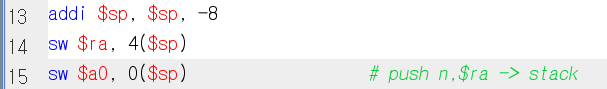 13 addi $sp, $sp, -8
14 sw $ra, 4($sp)
15 sw $a0, 0($sp) # push n,$ra -> stack